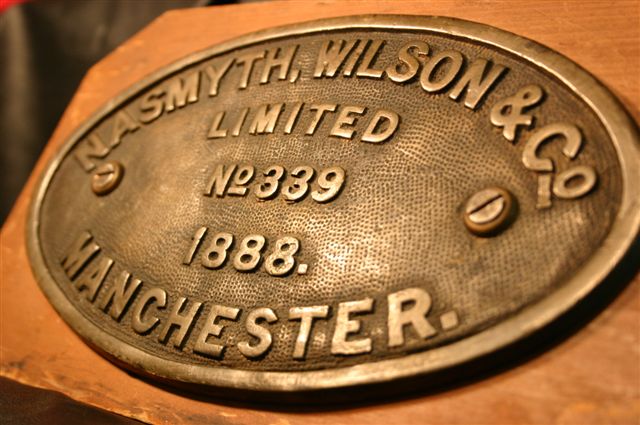 NASMYTH, WILSON & Co
LIMITED
No 339
1888.
MANCHESTER.